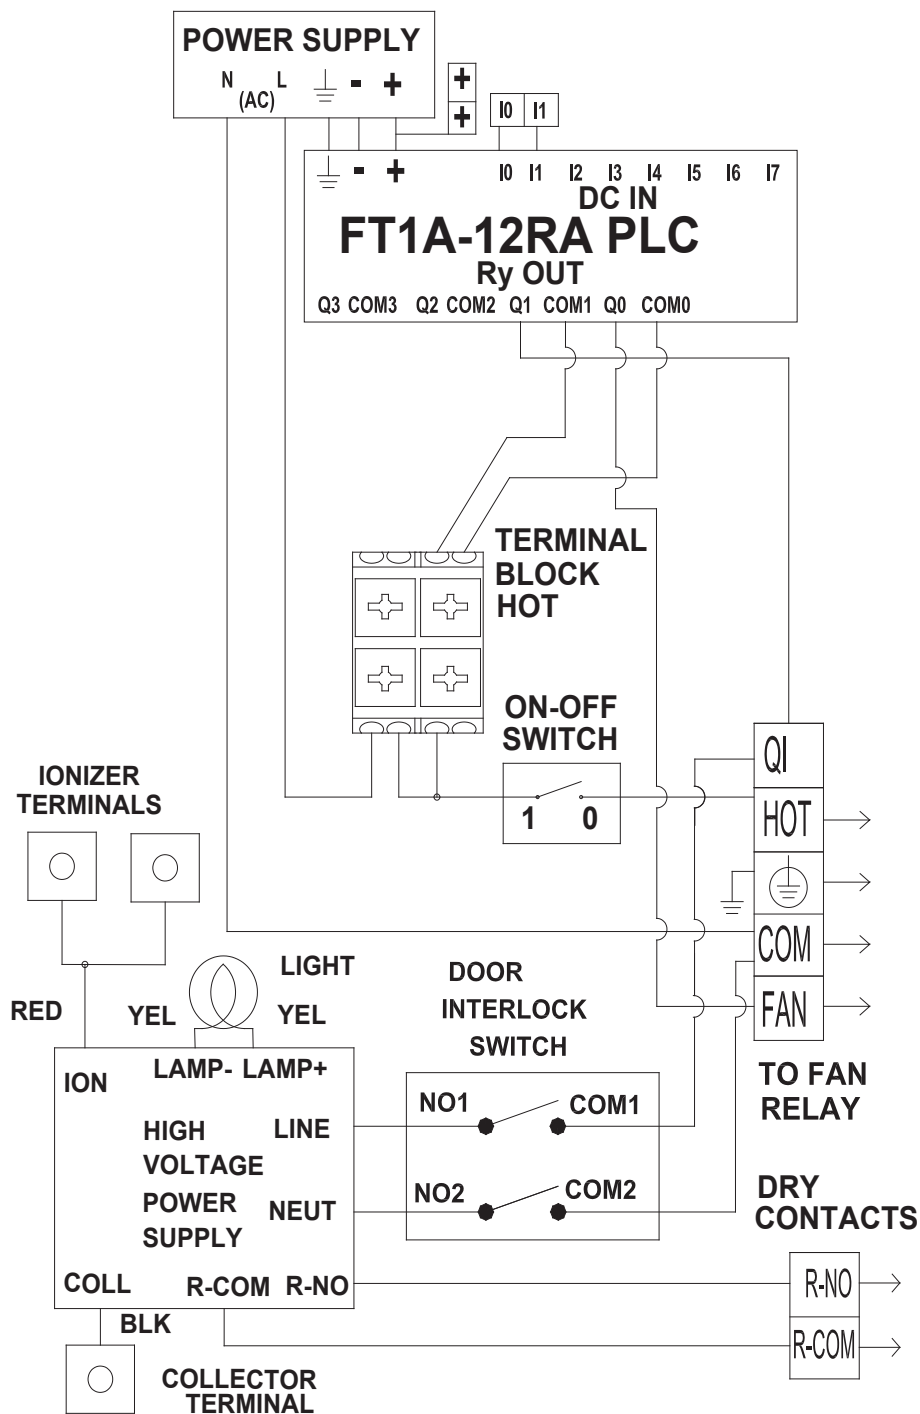 POWER SUPPLY
N L - +
(AC)
+
+
I0 I1
- + I0 I1 I2 I3 I4 I5 I6 I7
DC IN
FT1A-12RA PLC
Ry OUT
Q3 COM3 Q2 COM2 Q1 COM1 Q0 COM0
TERMINAL
BLOCK
HOT
ON-OFF
SWITCH
1 0
QI
HOT
COM
FAN
TO FAN
RELAY
IONIZER
TERMINALS
RED
LIGHT
YEL YEL
DOOR
INTERLOCK
SWITCH
LAMP- LAMP+
ION
HIGH
VOLTAGE
POWER
SUPPLY
LINE
NEUT
NO1 COM1
NO2 COM2
COLL R-COM R-NO
BLK
COLLECTOR
TERMINAL
DRY
CONTACTS
R-NO
R-COM